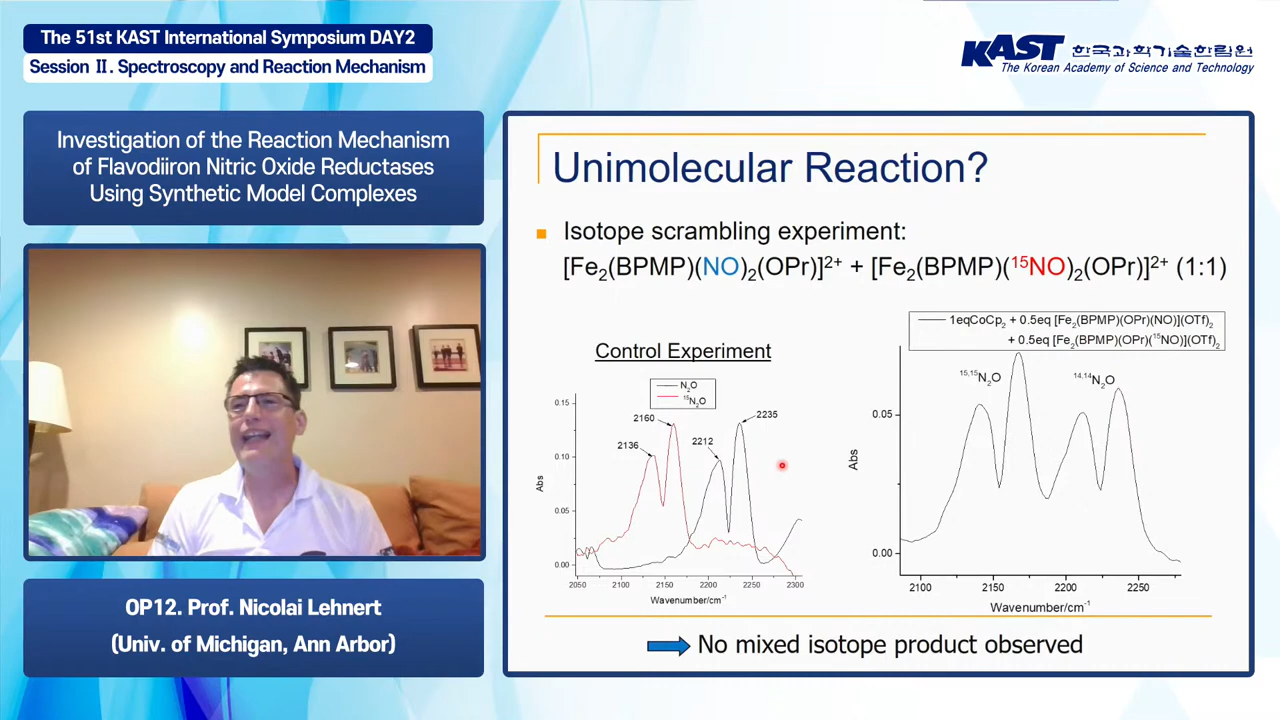 The 51st KAST International Symposium DAY2
Session Ⅱ. Spectroscopy and Reaction Mechanism
KAST 한국과학기술한림원
The Korean Academy of Science and Technology
Investigation of the Reaction Mechanism
of Flavodiiron Nitric Oxide Reductases
Using Synthetic Model Complexes
OP12. Prof. Nicolai Lehnert
(Univ. of Michigan, Ann Arbor)
Unimolecular Reaction?
Isotope scrambling experiment:
[Fe₂(BPMP)(NO)₂(OPr)]²⁺ + [Fe₂(BPMP)(¹⁵NO)₂(OPr)]²⁺ (1:1)
Control Experiment
N₂O
¹⁵N₂O
0.15
0.10
0.05
0.00
Abs
2136
2160
2212
2235
2050 2100 2150 2200 2250 2300
Wavenumber/cm⁻¹
1eqCoCp₂ + 0.5eq [Fe₂(BPMP)(OPr)(NO)](OTf)₂
+ 0.5eq [Fe₂(BPMP)(OPr)(¹⁵NO)](OTf)₂
¹⁵,¹⁵N₂O
¹⁴,¹⁴N₂O
0.05
0.00
Abs
2100 2150 2200 2250
Wavenumber/cm⁻¹
No mixed isotope product observed